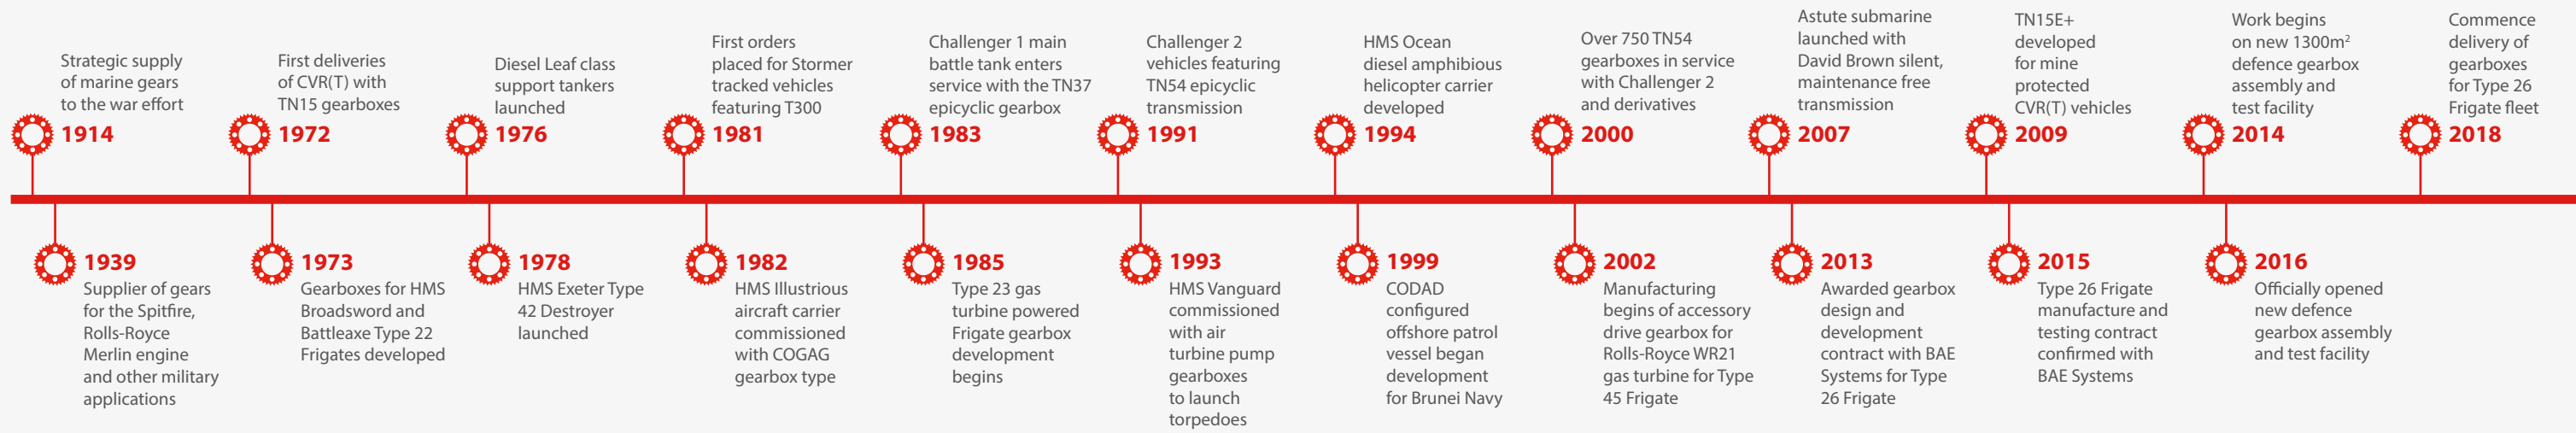 Strategic supply
of marine gears
to the war effort
1914
First deliveries
of CVR(T) with
TN15 gearboxes
1972
Diesel Leaf class
support tankers
launched
1976
First orders
placed for Stormer
tracked vehicles
featuring T300
1981
Challenger 1 main
battle tank enters
service with the TN37
epicyclic gearbox
1983
Challenger 2
vehicles featuring
TN54 epicyclic
transmission
1991
HMS Ocean
diesel amphibious
helicopter carrier
developed
1994
Over 750 TN54
gearboxes in service
with Challenger 2
and derivatives
2000
Astute submarine
launched with
David Brown silent,
maintenance free
transmission
2007
TN15E+
developed
for mine
protected
CVR(T) vehicles
2009
Work begins
on new 1300m²
defence gearbox
assembly and
test facility
2014
Commence
delivery of
gearboxes
for Type 26
Frigate fleet
2018
1939
Supplier of gears
for the Spitfire,
Rolls-Royce
Merlin engine
and other military
applications
1973
Gearboxes for HMS
Broadsword and
Battleaxe Type 22
Frigates developed
1978
HMS Exeter Type
42 Destroyer
launched
1982
HMS Illustrious
aircraft carrier
commissioned
with COGAG
gearbox type
1985
Type 23 gas
turbine powered
Frigate gearbox
development
begins
1993
HMS Vanguard
commissioned
with air
turbine pump
gearboxes
to launch
torpedoes
1999
CODAD
configured
offshore patrol
vessel began
development
for Brunei Navy
2002
Manufacturing
begins of accessory
drive gearbox for
Rolls-Royce WR21
gas turbine for Type
45 Frigate
2013
Awarded gearbox
design and
development
contract with BAE
Systems for Type
26 Frigate
2015
Type 26 Frigate
manufacture and
testing contract
confirmed with
BAE Systems
2016
Officially opened
new defence
gearbox assembly
and test facility